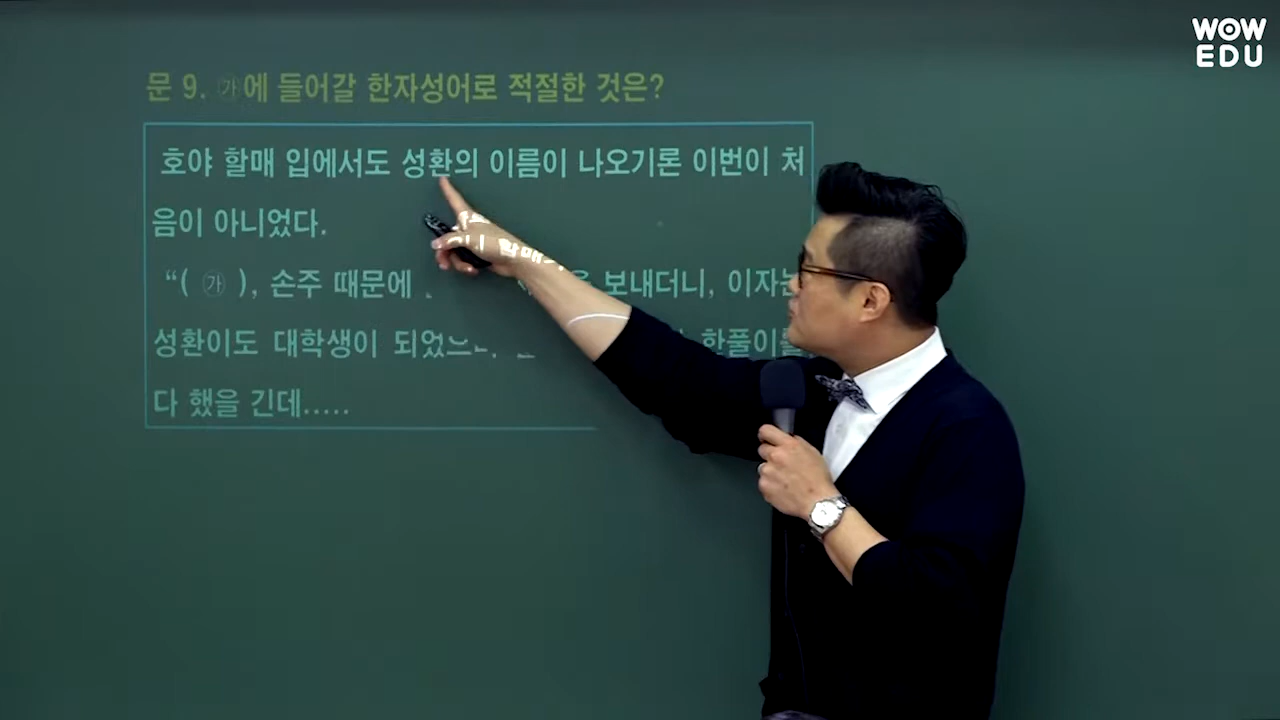 WOW
EDU
문 9. ㉮에 들어갈 한자성어로 적절한 것은?
호야 할매 입에서도 성환의 이름이 나오기론 이번이 처
음이 아니었다.
“( ㉮ ), 손주 때문에 보내더니, 이자는
성환이도 대학생이 되었으니 한풀이를
다 했을 긴데.....
할매